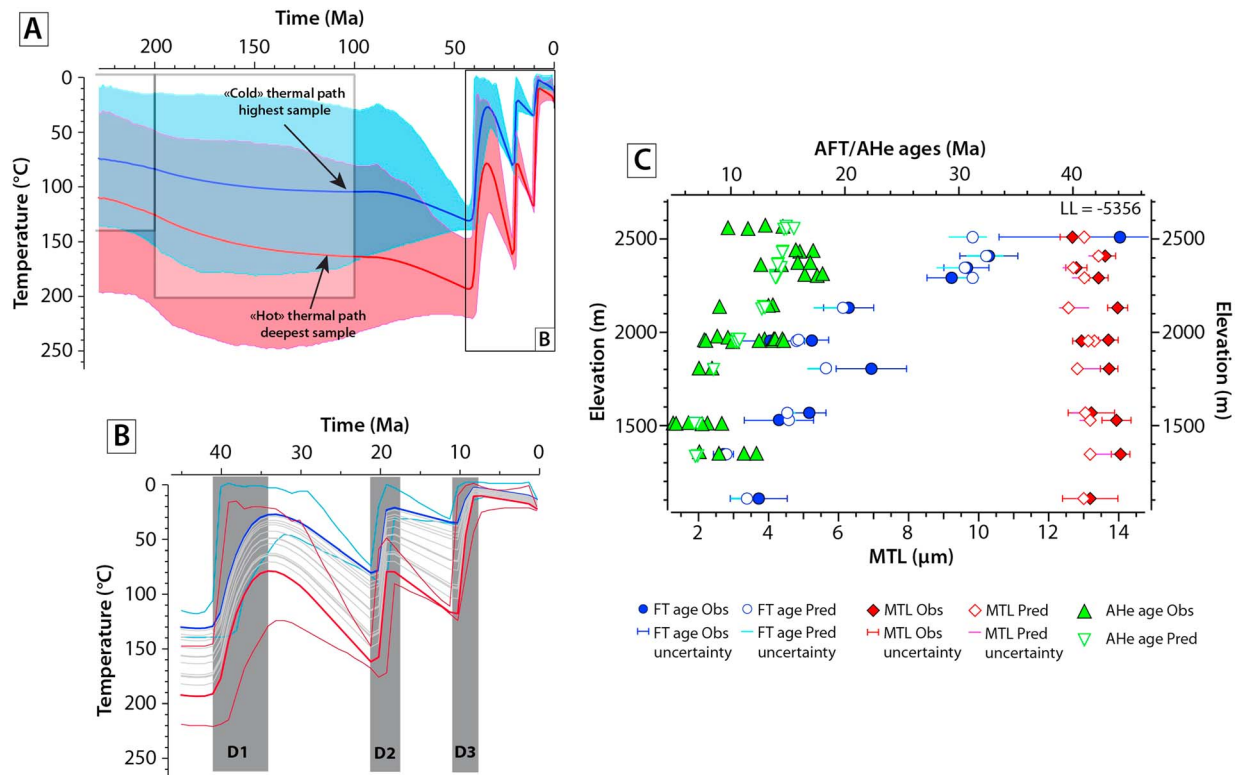 A
Time (Ma)
200 150 100 50 0
Temperature (°C)
0
50
100
150
200
250
«Cold» thermal path
highest sample
«Hot» thermal path
deepest sample
B
B
Time (Ma)
40 30 20 10 0
Temperature (°C)
0
50
100
150
200
250
D1 D2 D3
C
AFT/AHe ages (Ma)
10 20 30 40
LL = -5356
Elevation (m)
2500
2000
1500
2500
2000
1500
Elevation (m)
2 4 6 8 10 12 14
MTL (µm)
FT age Obs FT age Pred MTL Obs MTL Pred AHe age Obs
FT age Obs FT age Pred MTL Obs MTL Pred AHe age Pred
uncertainty uncertainty uncertainty uncertainty